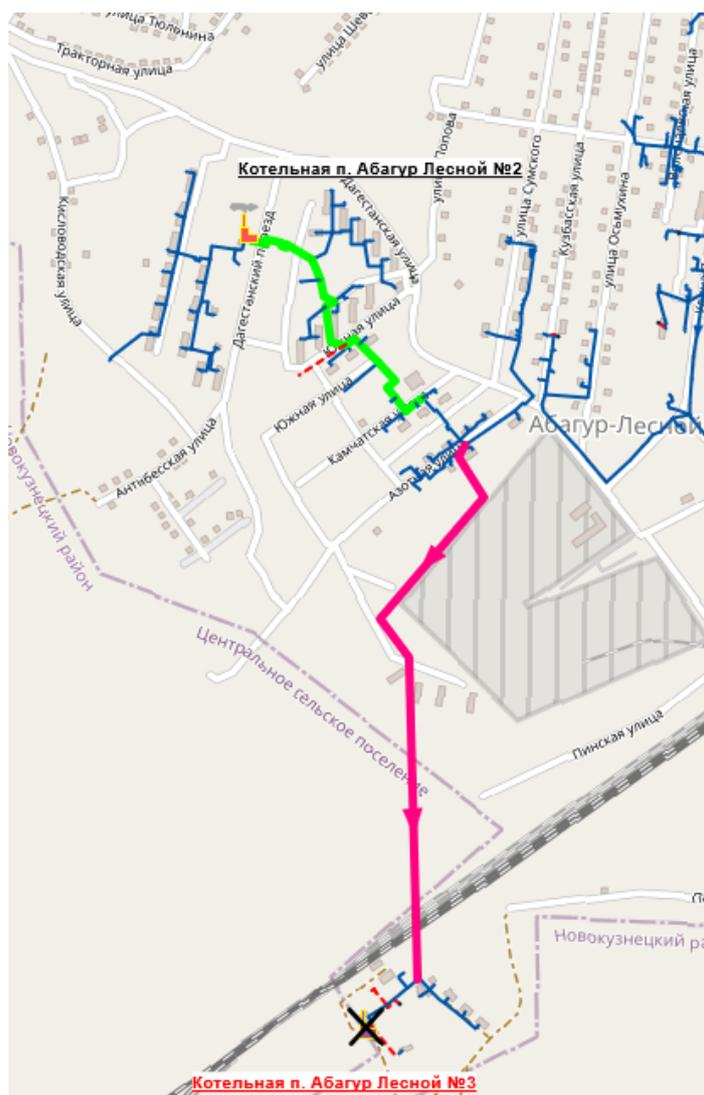 улица Тюленина
Тракторная улица
улица Шев
улица Попова
Котельная п. Абагур Лесной №2
Дагестанская улица
улица Сумского
Кузбасская улица
улица Осьмухина
Кисловодская улица
Дагестанский проезд
Южная улица
Южная улица
Камчатская
Абагур-Лесной
Антибесская улица
Азотная улица
Новокузнецкий район
Центральное сельское поселение
Пинская улица
Новокузнецкий ра
Котельная п. Абагур Лесной №3